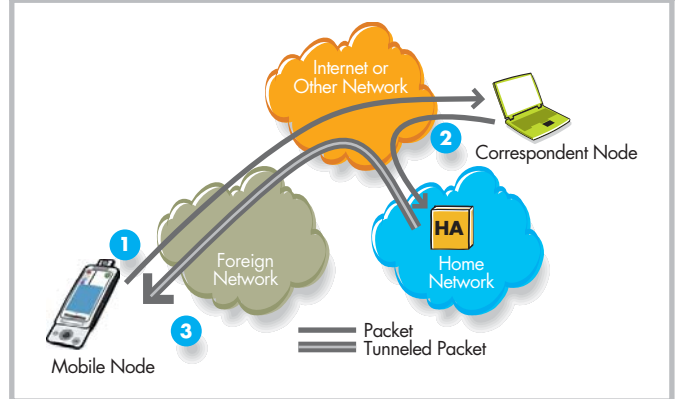 Internet or
Other Network
2
Correspondent Node
HA
Home
Network
1
Foreign
Network
3
Mobile Node
Packet
Tunneled Packet